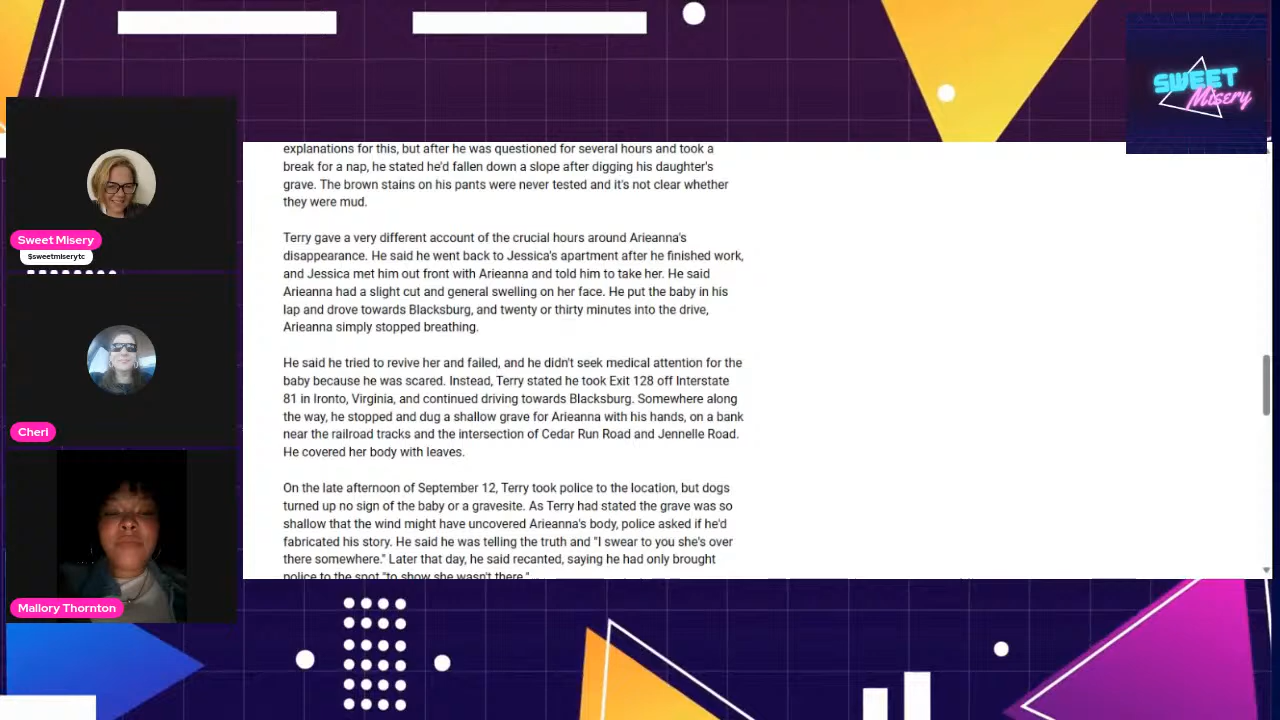 SWEET
Misery
Sweet Misery
$sweetmiserytc
Cherl
Mallory Thornton
explanations for this, but after he was questioned for several hours and took a
break for a nap, he stated he'd fallen down a slope after digging his daughter's
grave. The brown stains on his pants were never tested and it's not clear whether
they were mud.
Terry gave a very different account of the crucial hours around Arieanna's
disappearance. He said he went back to Jessica's apartment after he finished work,
and Jessica met him out front with Arieanna and told him to take her. He said
Arieanna had a slight cut and general swelling on her face. He put the baby in his
lap and drove towards Blacksburg, and twenty or thirty minutes into the drive,
Arieanna simply stopped breathing.
He said he tried to revive her and failed, and he didn't seek medical attention for the
baby because he was scared. Instead, Terry stated he took Exit 128 off Interstate
81 in Ironto, Virginia, and continued driving towards Blacksburg. Somewhere along
the way, he stopped and dug a shallow grave for Arieanna with his hands, on a bank
near the railroad tracks and the intersection of Cedar Run Road and Jennelle Road.
He covered her body with leaves.
On the late afternoon of September 12, Terry took police to the location, but dogs
turned up no sign of the baby or a gravesite. As Terry had stated the grave was so
shallow that the wind might have uncovered Arieanna's body, police asked if he'd
fabricated his story. He said he was telling the truth and "I swear to you she's over
there somewhere." Later that day, he said recanted, saying he had only brought
police to the spot "to show she wasn't there."